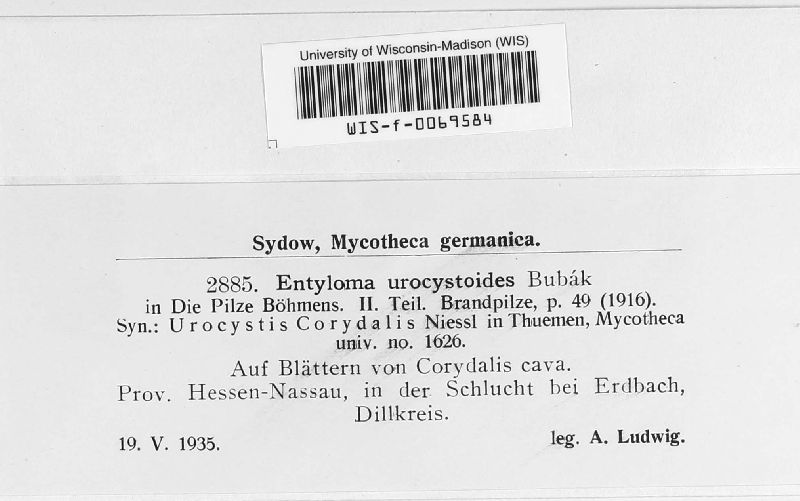 University of Wisconsin-Madison (WIS)
WIS-f-0069584
Sydow, Mycotheca germanica.
2885. Entyloma urocystoides Bubák
in Die Pilze Böhmens. II. Teil. Brandpilze, p. 49 (1916).
Syn.: Urocystis Corydalis Niessl in Thuemen, Mycotheca
univ. no. 1626.
Auf Blättern von Corydalis cava.
Prov. Hessen-Nassau, in der Schlucht bei Erdbach,
Dillkreis.
19. V. 1935. leg. A. Ludwig.